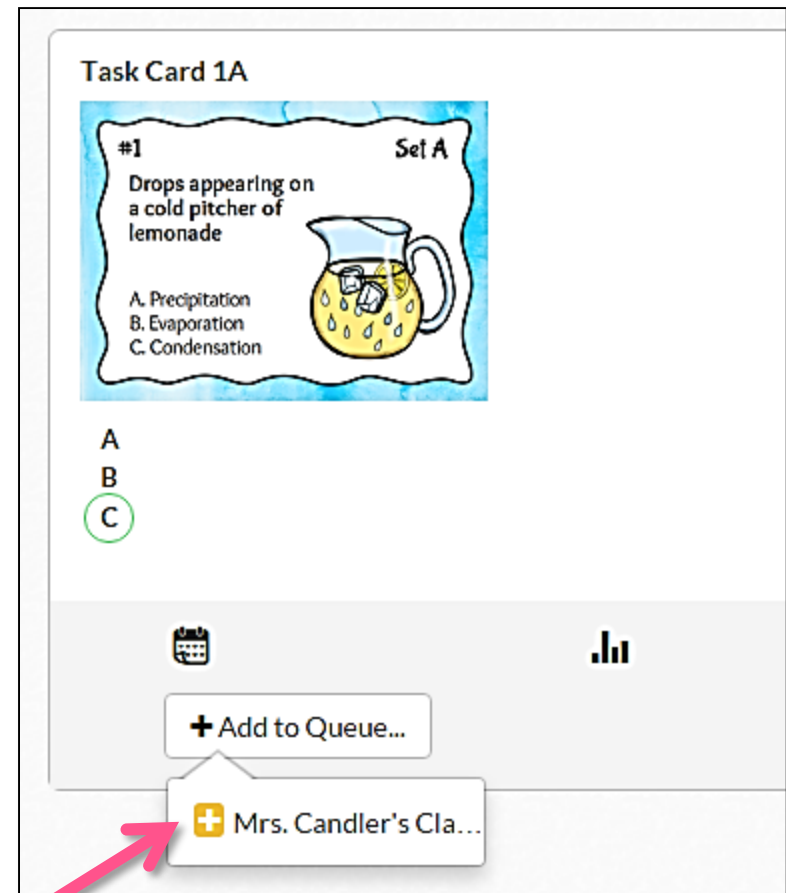 Task Card 1A
#1 Set A
Drops appearing on
a cold pitcher of
lemonade
A. Precipitation
B. Evaporation
C. Condensation
A
B
C
+Add to Queue...
Mrs. Candler's Cla...